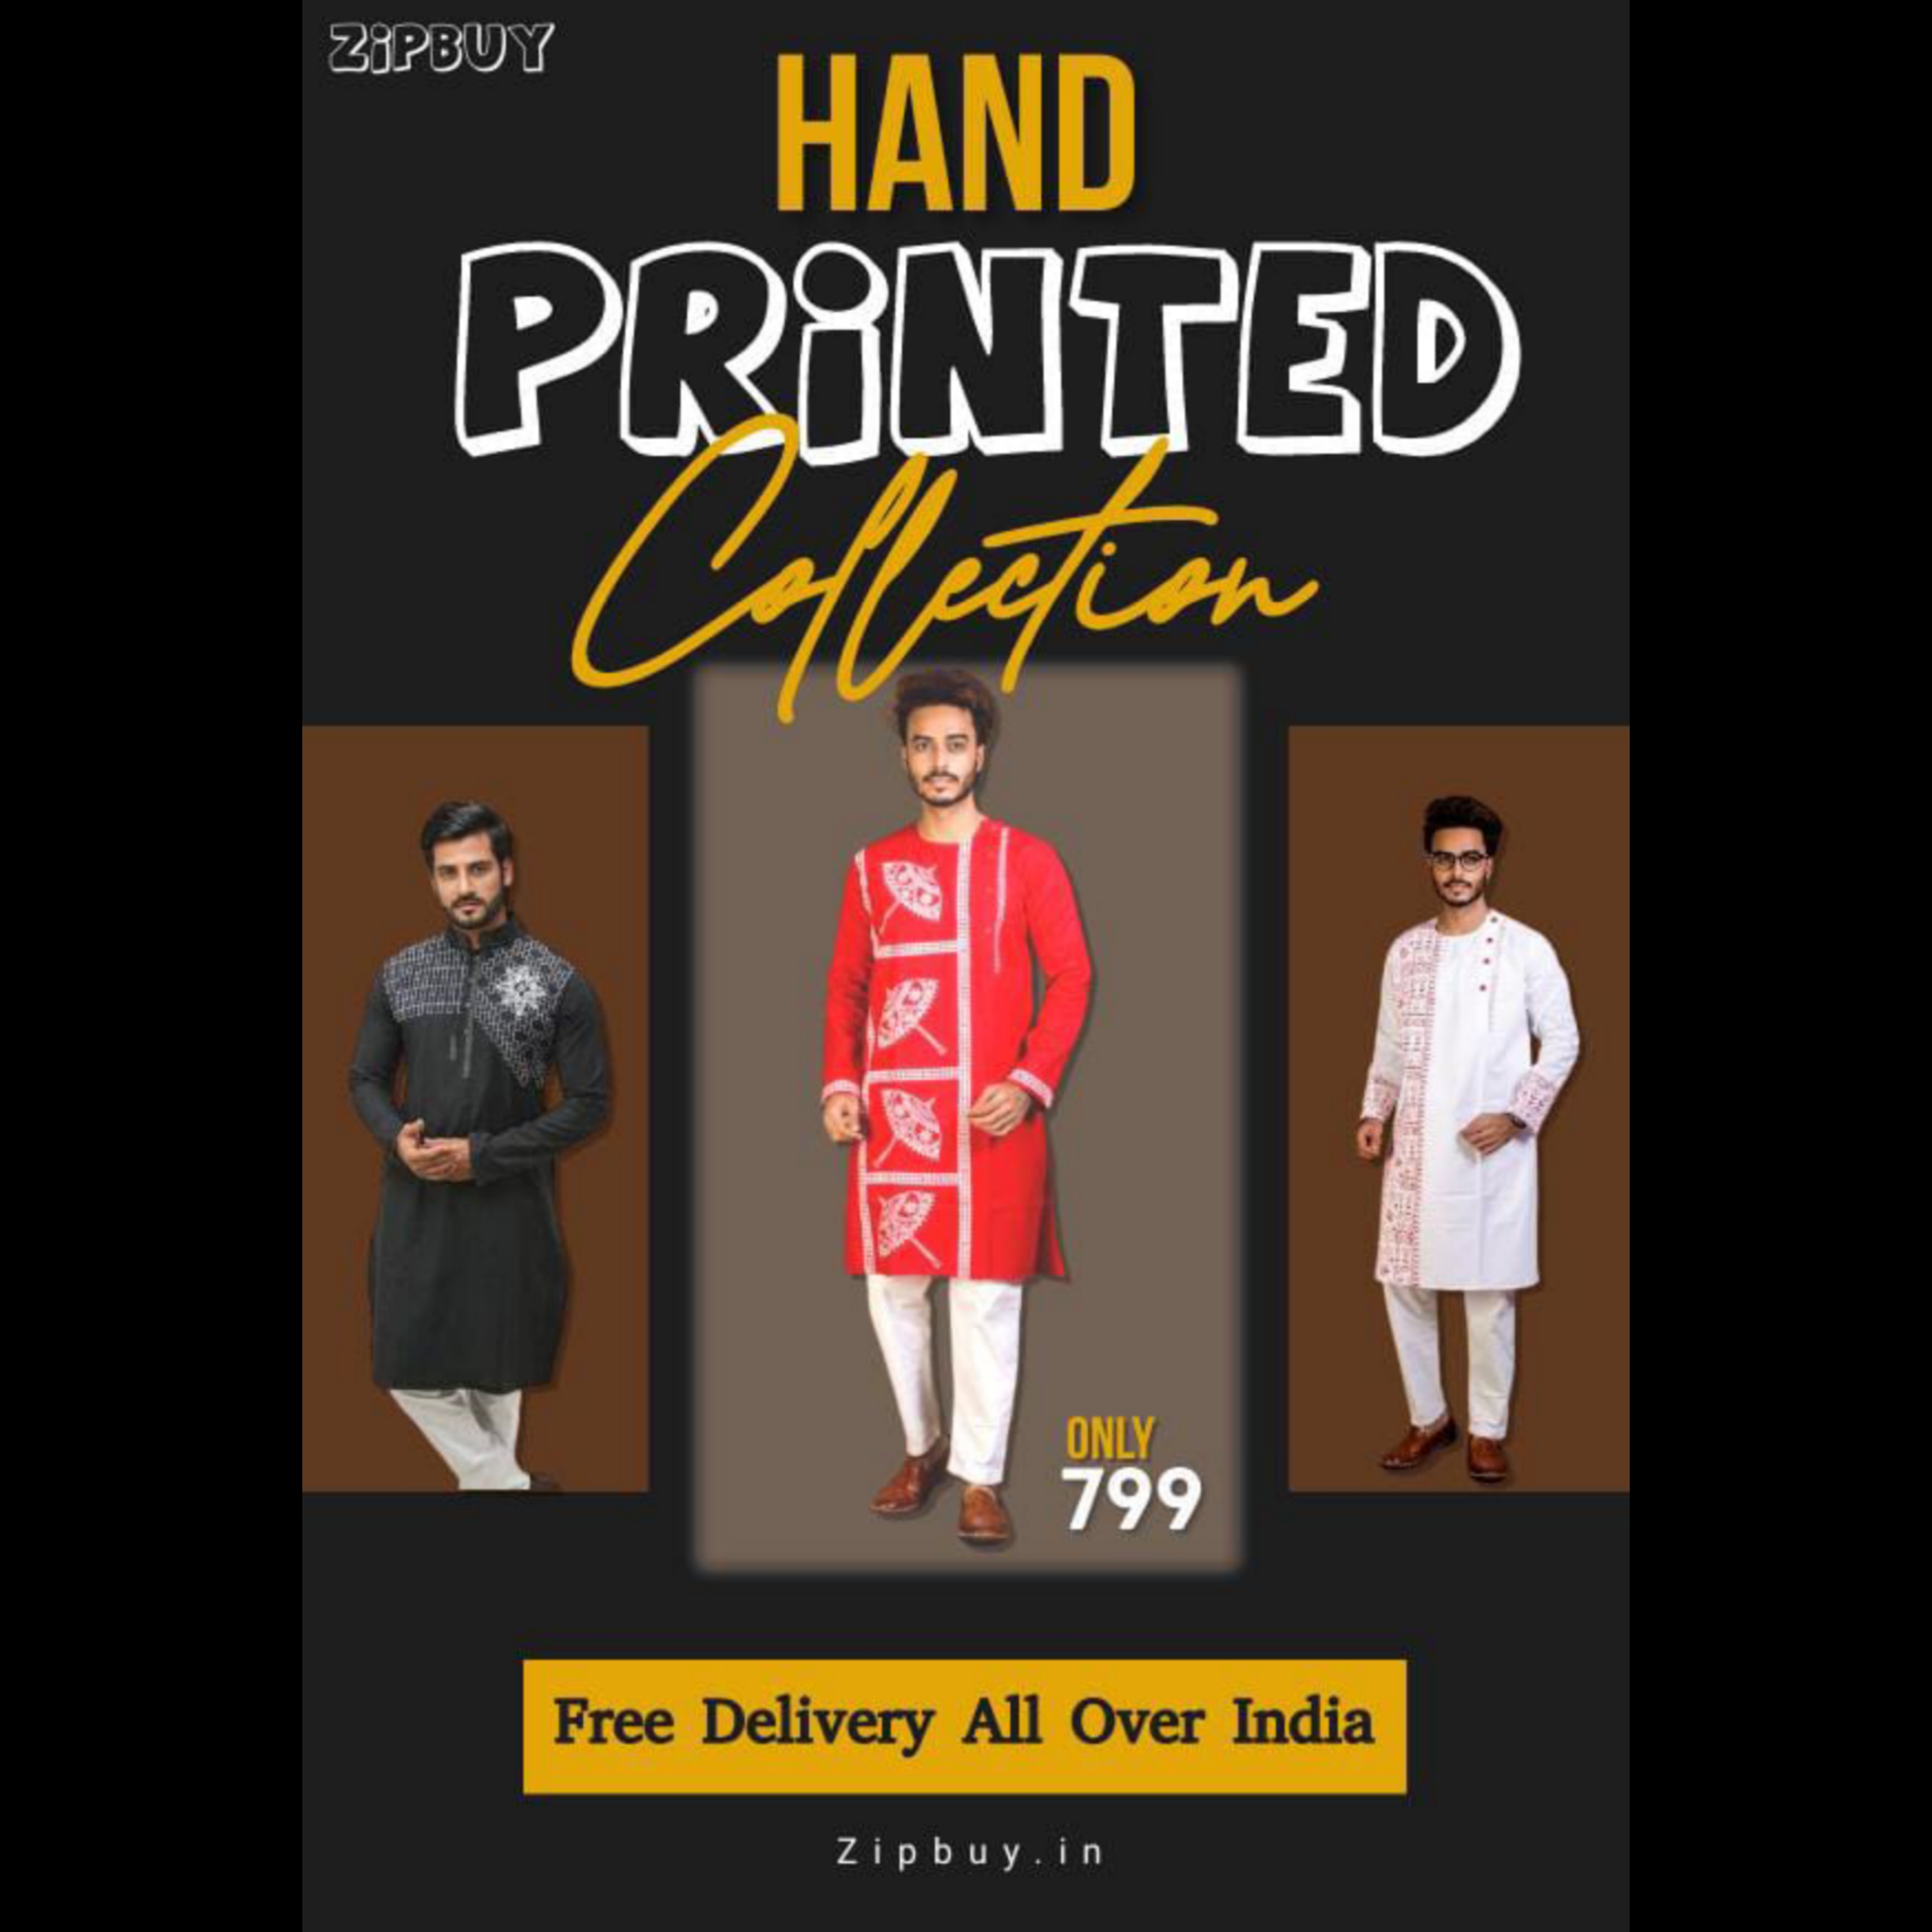 ZiPBUY
HAND
PRiNTED
Collection
ONLY
799
Free Delivery All Over India
Zipbuy.in